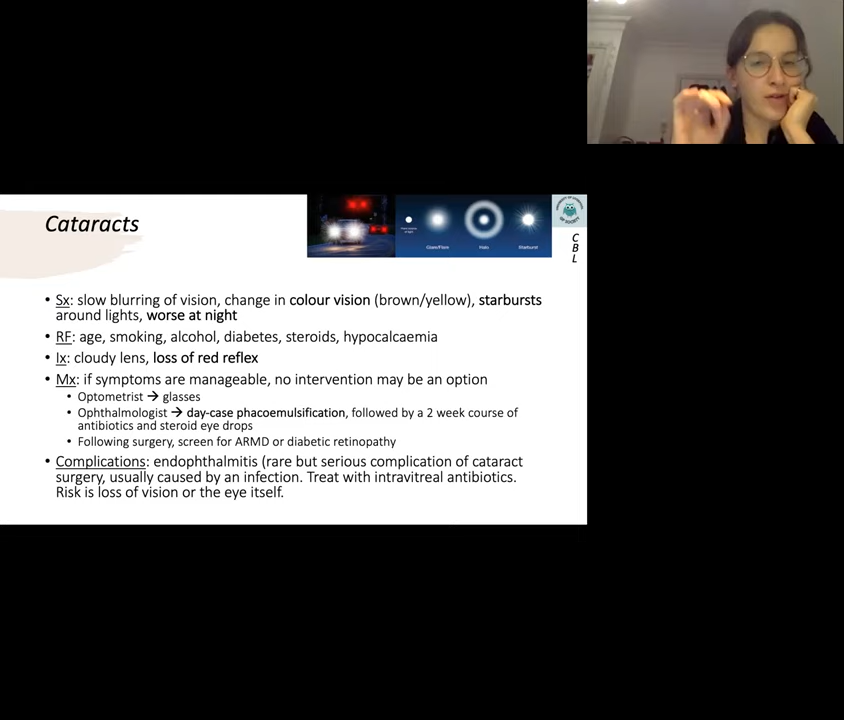 Cataracts
Glare/Flare
Halo
Starburst
C
B
L
• Sx: slow blurring of vision, change in colour vision (brown/yellow), starbursts
around lights, worse at night
• RF: age, smoking, alcohol, diabetes, steroids, hypocalcaemia
• Ix: cloudy lens, loss of red reflex
• Mx: if symptoms are manageable, no intervention may be an option
• Optometrist → glasses
• Ophthalmologist → day-case phacoemulsification, followed by a 2 week course of
antibiotics and steroid eye drops
• Following surgery, screen for ARMD or diabetic retinopathy
• Complications: endophthalmitis (rare but serious complication of cataract
surgery, usually caused by an infection. Treat with intravitreal antibiotics.
Risk is loss of vision or the eye itself.